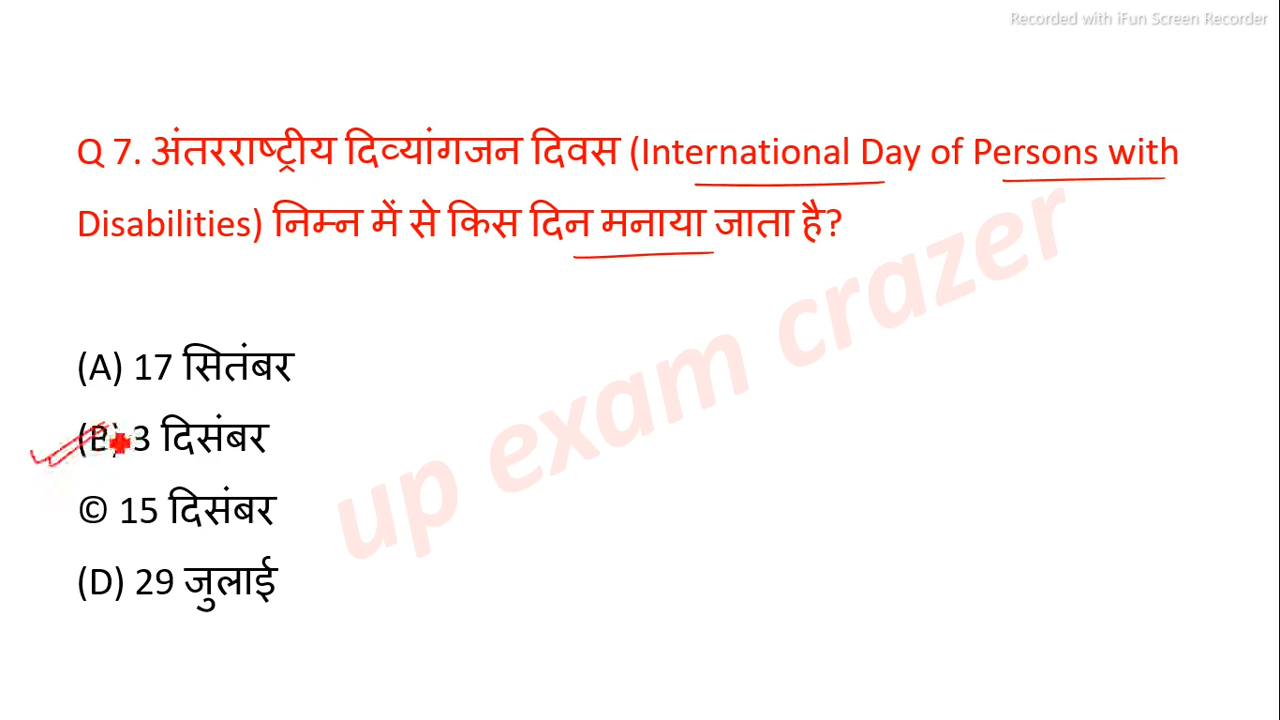 Recorded with iFun Screen Recorder
Q 7. अंतरराष्ट्रीय दिव्यांगजन दिवस (International Day of Persons with
Disabilities) निम्न में से किस दिन मनाया जाता है?
up exam crazer
(A) 17 सितंबर
(B) 3 दिसंबर
© 15 दिसंबर
(D) 29 जुलाई